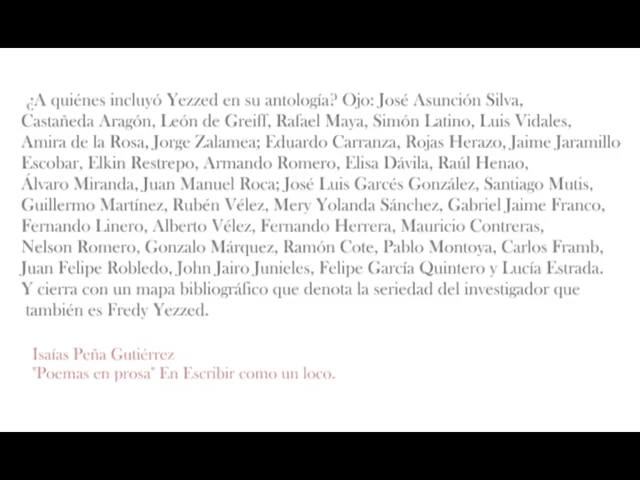 ¿A quiénes incluyó Yezzed en su antología? Ojo: José Asunción Silva,
Castañeda Aragón, León de Greiff, Rafael Maya, Simón Latino, Luis Vidales,
Amira de la Rosa, Jorge Zalamea; Eduardo Carranza, Rojas Herazo, Jaime Jaramillo
Escobar, Elkin Restrepo, Armando Romero, Elisa Dávila, Raúl Henao,
Álvaro Miranda, Juan Manuel Roca; José Luis Garcés González, Santiago Mutis,
Guillermo Martínez, Rubén Vélez, Mery Yolanda Sánchez, Gabriel Jaime Franco,
Fernando Linero, Alberto Vélez, Fernando Herrera, Mauricio Contreras,
Nelson Romero, Gonzalo Márquez, Ramón Cote, Pablo Montoya, Carlos Framb,
Juan Felipe Robledo, John Jairo Junieles, Felipe García Quintero y Lucía Estrada.
Y cierra con un mapa bibliográfico que denota la seriedad del investigador que
también es Fredy Yezzed.
Isaías Peña Gutiérrez
"Poemas en prosa" En Escribir como un loco.